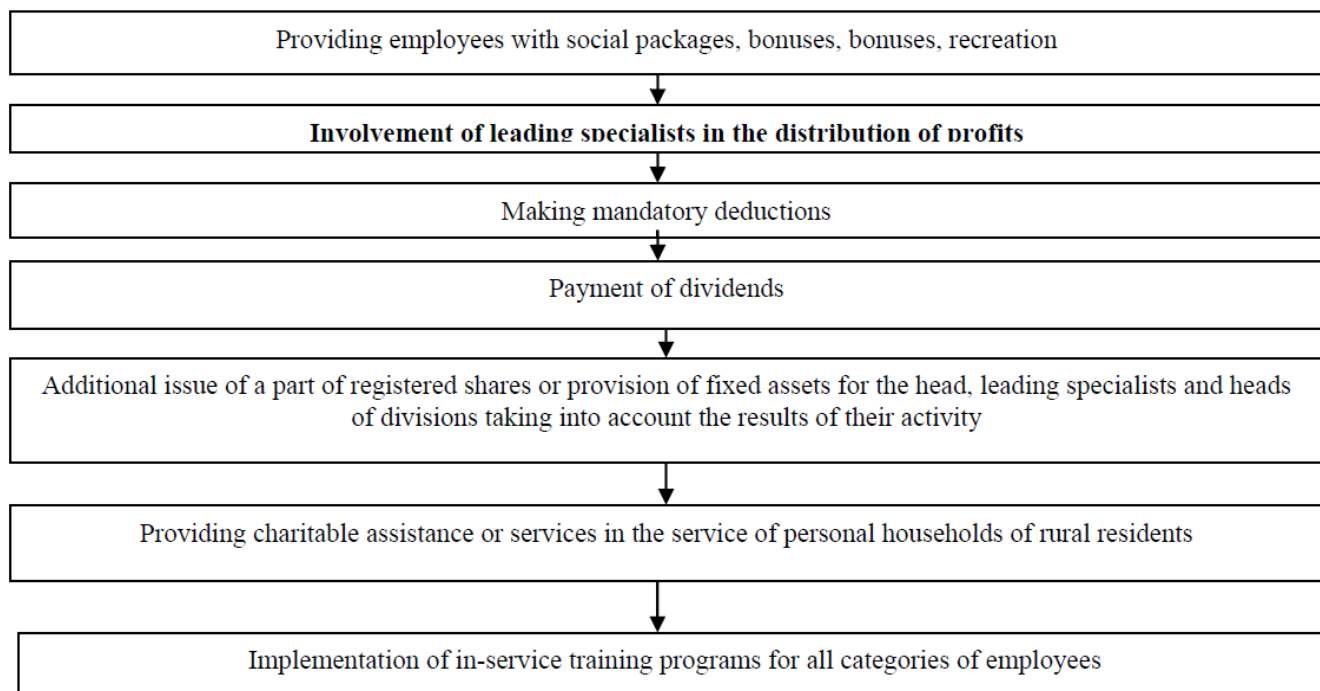 Providing employees with social packages, bonuses, bonuses, recreation
Involvement of leading specialists in the distribution of profits
Making mandatory deductions
Payment of dividends
Additional issue of a part of registered shares or provision of fixed assets for the head, leading specialists and heads
of divisions taking into account the results of their activity
Providing charitable assistance or services in the service of personal households of rural residents
Implementation of in-service training programs for all categories of employees